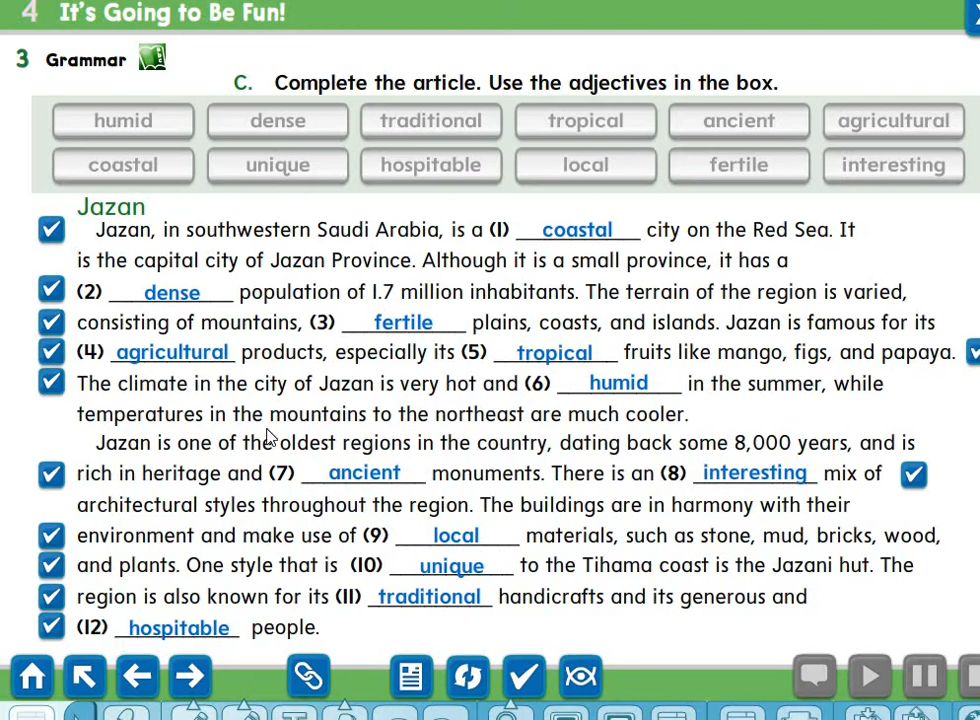 4 It's Going to Be Fun!
3 Grammar
C. Complete the article. Use the adjectives in the box.
humid dense traditional tropical ancient agricultural
coastal unique hospitable local fertile interesting
Jazan
Jazan, in southwestern Saudi Arabia, is a (1) coastal city on the Red Sea. It
is the capital city of Jazan Province. Although it is a small province, it has a
(2) dense population of 1.7 million inhabitants. The terrain of the region is varied,
consisting of mountains, (3) fertile plains, coasts, and islands. Jazan is famous for its
(4) agricultural products, especially its (5) tropical fruits like mango, figs, and papaya.
The climate in the city of Jazan is very hot and (6) humid in the summer, while
temperatures in the mountains to the northeast are much cooler.
Jazan is one of the oldest regions in the country, dating back some 8,000 years, and is
rich in heritage and (7) ancient monuments. There is an (8) interesting mix of
architectural styles throughout the region. The buildings are in harmony with their
environment and make use of (9) local materials, such as stone, mud, bricks, wood,
and plants. One style that is (10) unique to the Tihama coast is the Jazani hut. The
region is also known for its (11) traditional handicrafts and its generous and
(12) hospitable people.